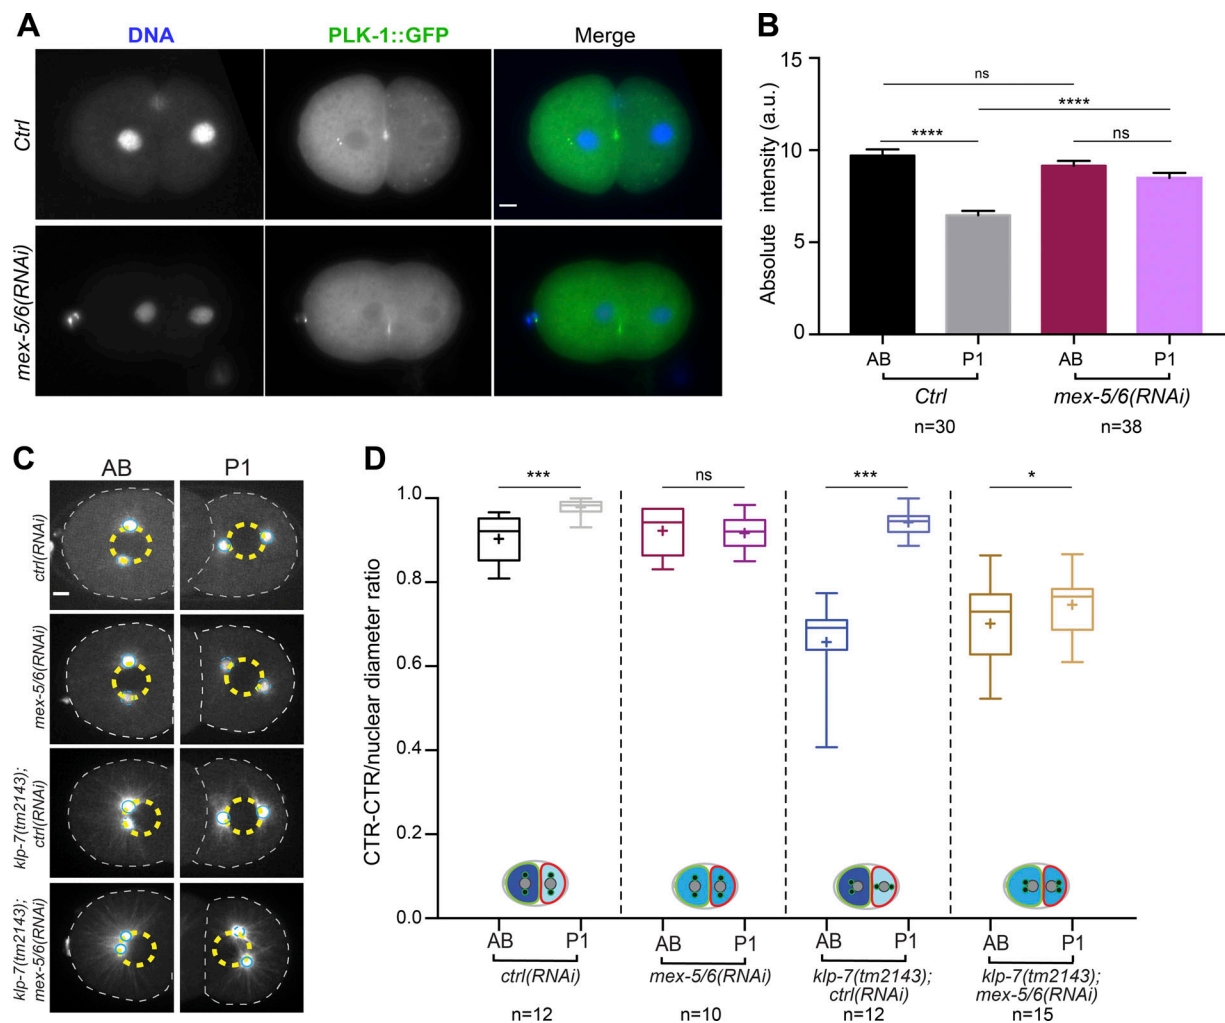 A
DNA
PLK-1::GFP
Merge
Ctrl
mex-5/6(RNAi)
B
Absolute intensity (a.u.)
15
10
5
0
ns
****
****
ns
AB
P1
AB
P1
Ctrl
mex-5/6(RNAi)
n=30
n=38
C
AB
P1
ctrl(RNAi)
mex-5/6(RNAi)
klp-7(tm2143);
ctrl(RNAi)
klp-7(tm2143);
mex-5/6(RNAi)
D
CTR-CTR/nuclear diameter ratio
1.0
0.8
0.6
0.4
0.2
0.0
***
ns
***
*
AB
P1
AB
P1
AB
P1
AB
P1
ctrl(RNAi)
mex-5/6(RNAi)
klp-7(tm2143);
ctrl(RNAi)
klp-7(tm2143);
mex-5/6(RNAi)
n=12
n=10
n=12
n=15